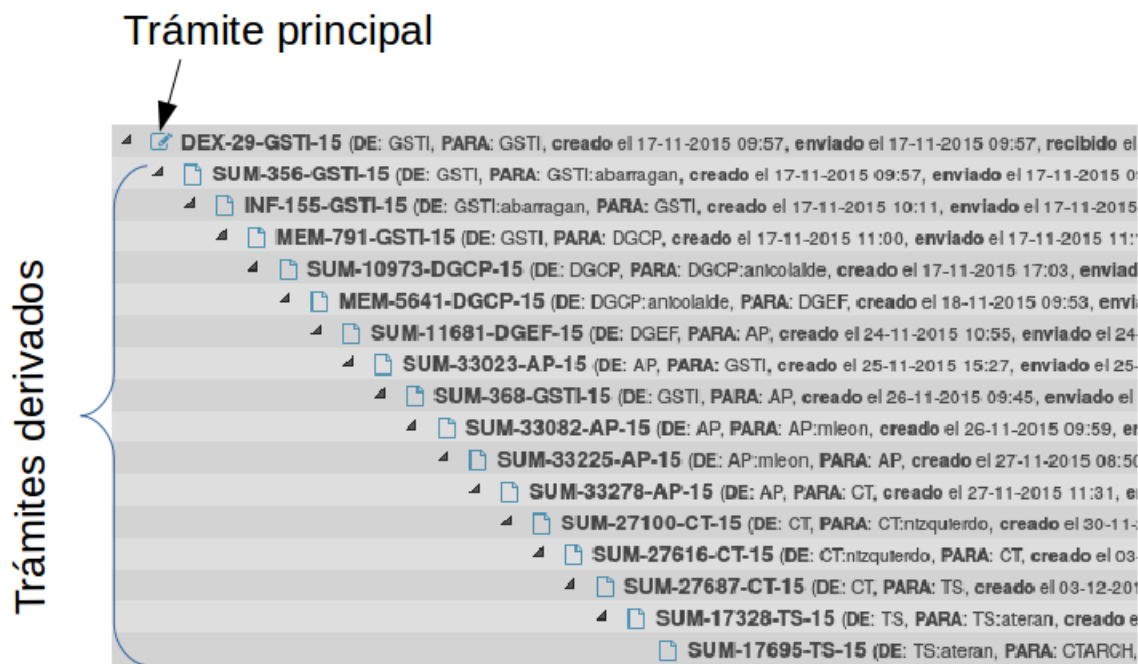 Trámite principal
DEX-29-GSTI-15 (DE: GSTI, PARA: GSTI, creado el 17-11-2015 09:57, enviado el 17-11-2015 09:57, recibido el
SUM-356-GSTI-15 (DE: GSTI, PARA: GSTI:abarragan, creado el 17-11-2015 09:57, enviado el 17-11-2015
INF-155-GSTI-15 (DE: GSTI:abarragan, PARA: GSTI, creado el 17-11-2015 10:11, enviado el 17-11-2015
MEM-791-GSTI-15 (DE: GSTI, PARA: DGCP, creado el 17-11-2015 11:00, enviado el 17-11-2015 11:
SUM-10973-DGCP-15 (DE: DGCP, PARA: DGCP:anicolalde, creado el 17-11-2015 17:03,
MEM-5641-DGCP-15 (DE: DGCP:anicolalde, PARA: DGEF, creado el 18-11-2015 09:53,
SUM-11681-DGEF-15 (DE: DGEF, PARA: AP, creado el 24-11-2015 10:55, enviado el 24-
SUM-33023-AP-15 (DE: AP, PARA: GSTI, creado el 25-11-2015 15:27, enviado el 25-
SUM-368-GSTI-15 (DE: GSTI, PARA: AP, creado el 26-11-2015 09:45, enviado el
SUM-33082-AP-15 (DE: AP, PARA: AP:mleon, creado el 26-11-2015 09:59,
SUM-33225-AP-15 (DE: AP:mleon, PARA: AP, creado el 27-11-2015 08:50
SUM-33278-AP-15 (DE: AP, PARA: CT, creado el 27-11-2015 11:31,
SUM-27100-CT-15 (DE: CT, PARA: CT:nizquierdo, creado el 30-11-
SUM-27616-CT-15 (DE: CT:nizquierdo, PARA: CT, creado el 03-
SUM-27687-CT-15 (DE: CT, PARA: TS, creado el 03-12-201
SUM-17328-TS-15 (DE: TS, PARA: TS:ateran, creado
SUM-17695-TS-15 (DE: TS:ateran, PARA: CTARCH,
Trámites derivados